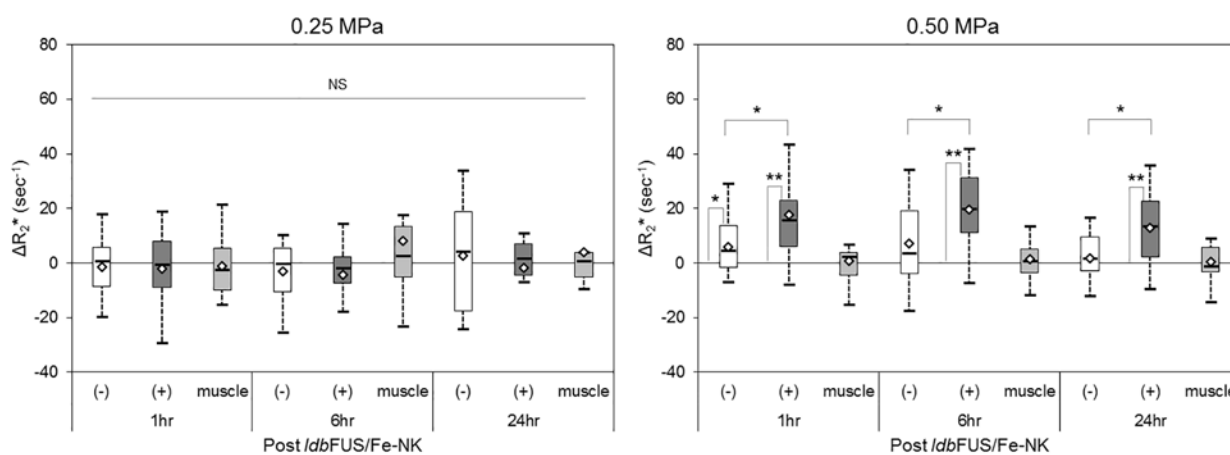 0.25 MPa
80
60
40
20
0
-20
-40
ΔR₂* (sec⁻¹)
NS
(-) (+) muscle (-) (+) muscle (-) (+) muscle
1hr 6hr 24hr
Post ldbFUS/Fe-NK
0.50 MPa
80
60
40
20
0
-20
-40
ΔR₂* (sec⁻¹)
* * *
* ** ** **
(-) (+) muscle (-) (+) muscle (-) (+) muscle
1hr 6hr 24hr
Post ldbFUS/Fe-NK